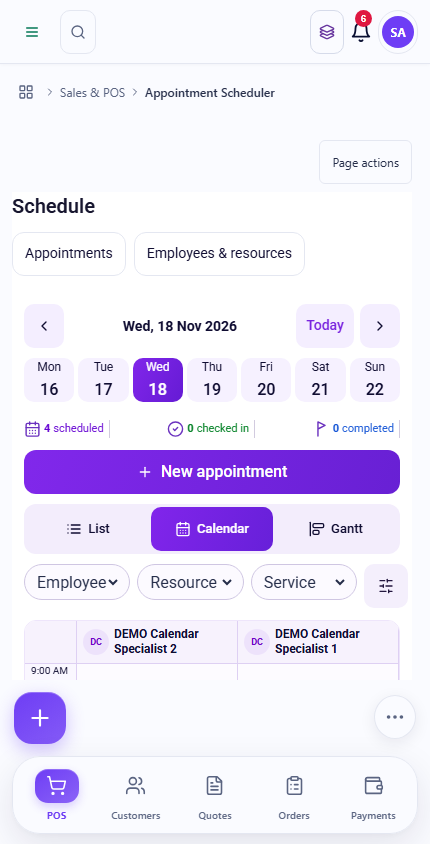 6
SA
Sales & POS
Appointment Scheduler
Page actions
Schedule
Appointments
Employees & resources
Wed, 18 Nov 2026
Today
Mon
Tue
Wed
Thu
Fri
Sat
Sun
16
17
18
19
20
21
22
4 scheduled
0 checked in
0 completed
+ New appointment
List
Calendar
Gantt
Employee
Resource
Service
DC
DEMO Calendar
Specialist 2
DC
DEMO Calendar
Specialist 1
9:00 AM
POS
Customers
Quotes
Orders
Payments